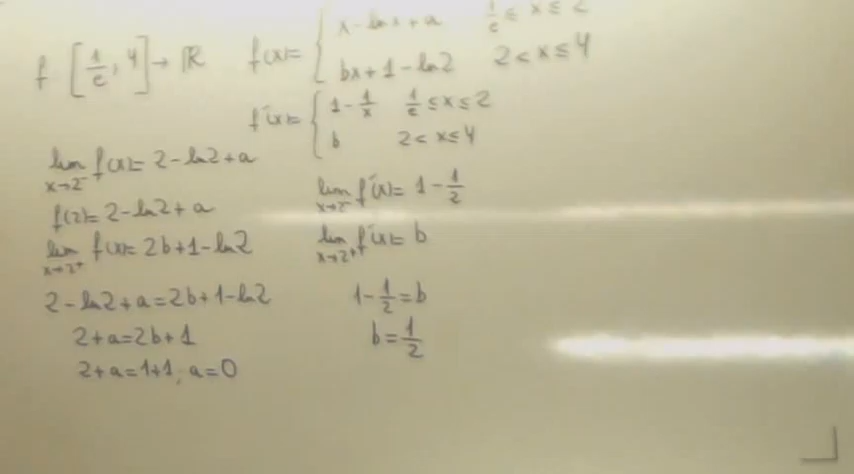 f [1/e, 4] → ℝ f(x)= { x - ln x + a 1/e ≤ x ≤ 2
bx + 1 - ln2 2 < x ≤ 4
f'(x)= { 1 - 1/x 1/e ≤ x ≤ 2
b 2 < x ≤ 4
lim x→2⁻ f(x)= 2 - ln2 + a
f(2)= 2 - ln2 + a
lim x→2⁺ f(x)= 2b + 1 - ln2
2 - ln2 + a = 2b + 1 - ln2
2 + a = 2b + 1
2 + a = 1 + 1, a = 0
lim x→2⁻ f'(x)= 1 - 1/2
lim x→2⁺ f'(x)= b
1 - 1/2 = b
b = 1/2